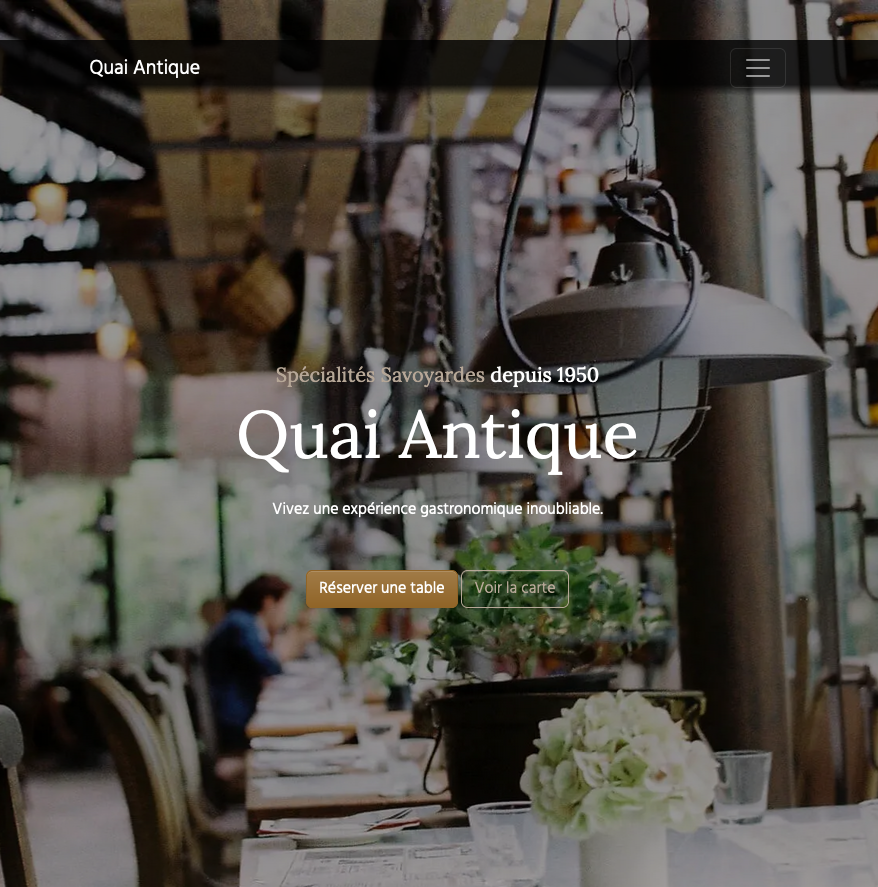 Quai Antique
Spécialités Savoyardes depuis 1950
Quai Antique
Vivez une expérience gastronomique inoubliable.
Réserver une table
Voir la carte